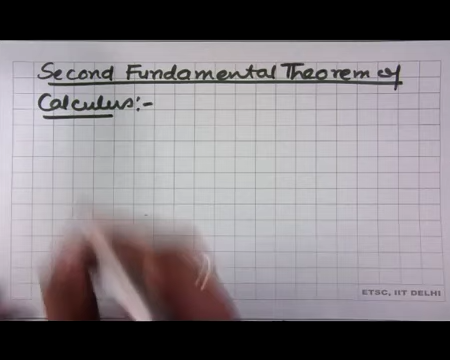 Second Fundamental Theorem of
Calculus:-
ETSC, IIT DELHI